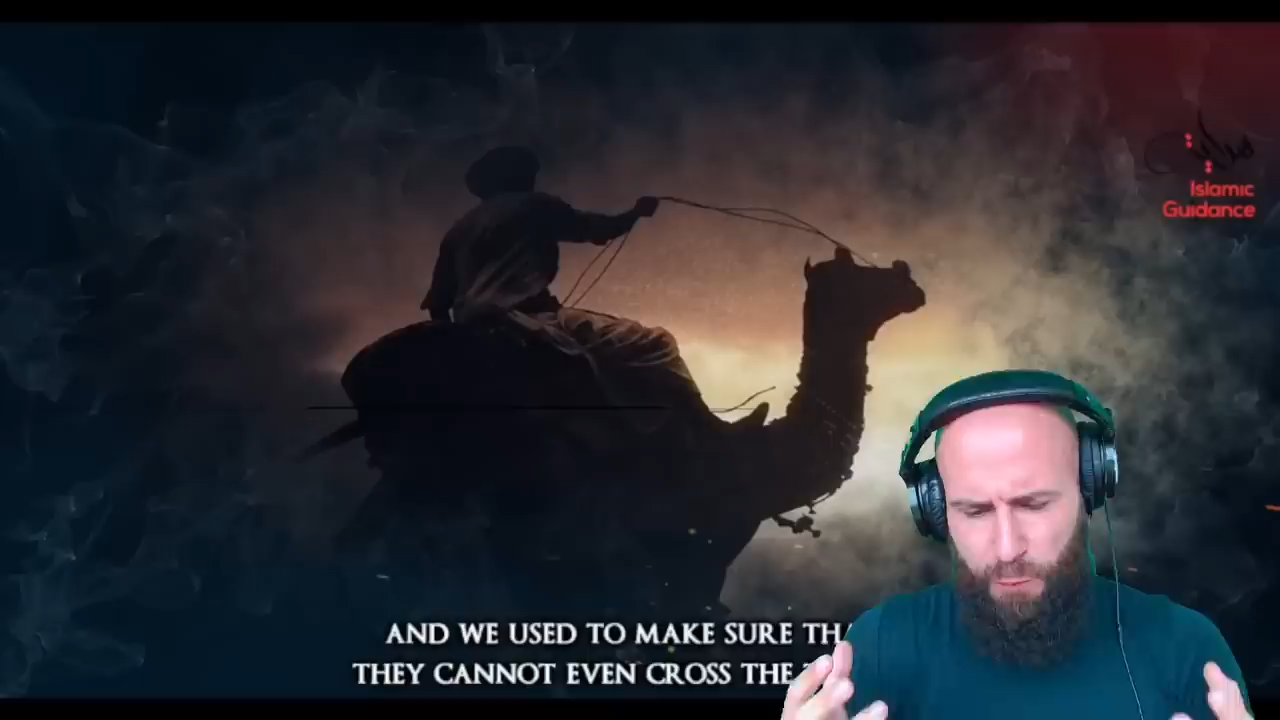 Islamic
Guidance
AND WE USED TO MAKE SURE
THEY CANNOT EVEN CROSS THE